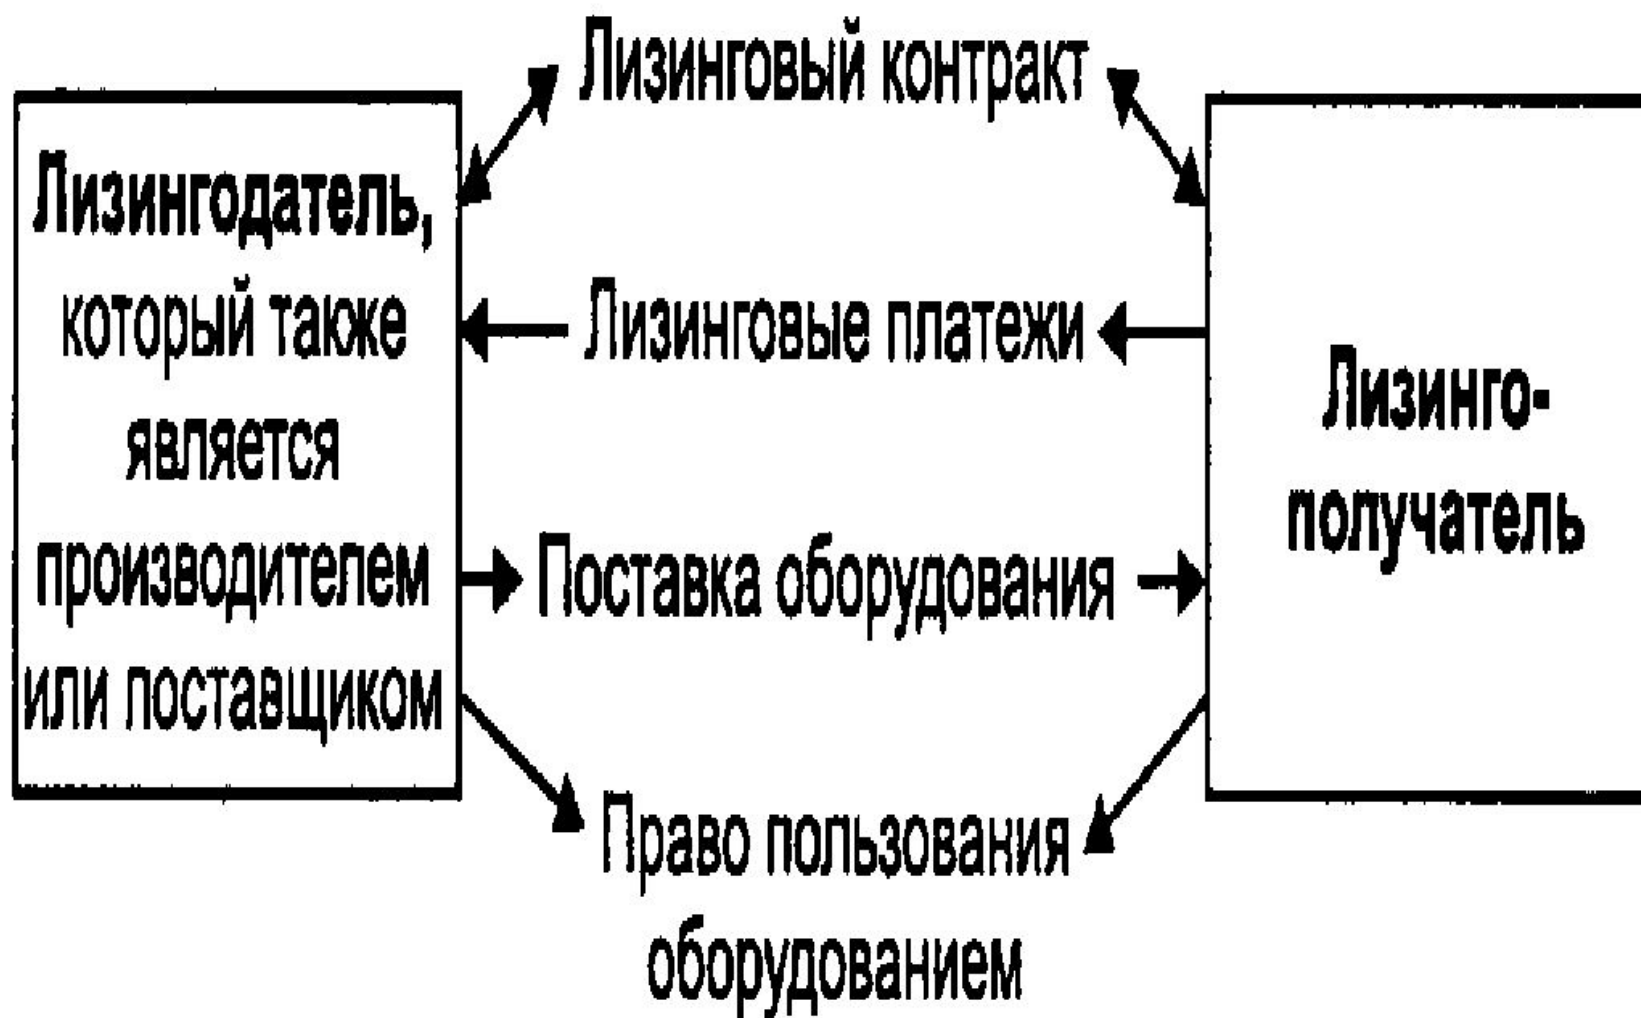 Лизинговый контракт
Лизингодатель,
который также
является
производителем
или поставщиком
Лизинговые платежи
Поставка оборудования
Право пользования
оборудованием
Лизинго-
получатель